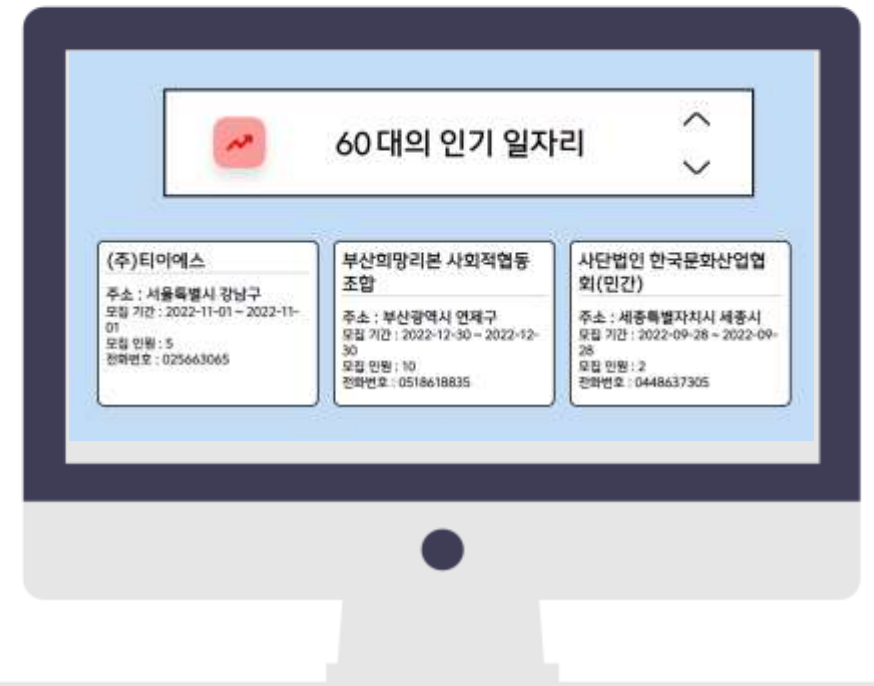 60대의 인기 일자리
(주)티이에스
주소 : 서울특별시 강남구
모집 기간 : 2022-11-01 ~ 2022-11-
01
모집 인원 : 5
전화번호 : 025663065
부산희망리본 사회적협동
조합
주소 : 부산광역시 연제구
모집 기간 : 2022-12-30 ~ 2022-12-
30
모집 인원 : 10
전화번호 : 0518618835
사단법인 한국문화산업협
회(민간)
주소 : 세종특별자치시 세종시
모집 기간 : 2022-09-28 ~ 2022-09-
28
모집 인원 : 2
전화번호 : 0448637305